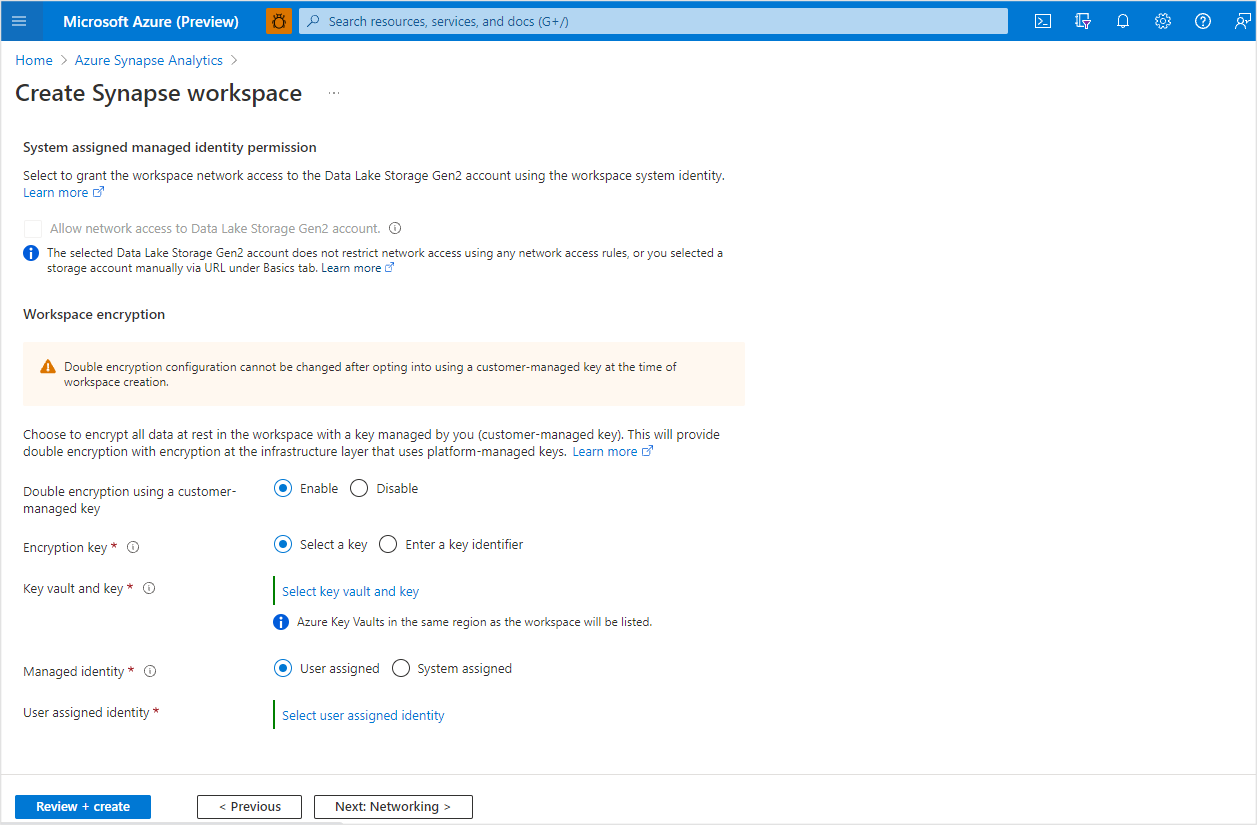 Microsoft Azure (Preview)
Search resources, services, and docs (G+/)
Home > Azure Synapse Analytics >
Create Synapse workspace ...
System assigned managed identity permission
Select to grant the workspace network access to the Data Lake Storage Gen2 account using the workspace system identity.
Learn more
Allow network access to Data Lake Storage Gen2 account.
The selected Data Lake Storage Gen2 account does not restrict network access using any network access rules, or you selected a
storage account manually via URL under Basics tab. Learn more
Workspace encryption
Double encryption configuration cannot be changed after opting into using a customer-managed key at the time of
workspace creation.
Choose to encrypt all data at rest in the workspace with a key managed by you (customer-managed key). This will provide
double encryption with encryption at the infrastructure layer that uses platform-managed keys. Learn more
Double encryption using a customer-
managed key
Enable Disable
Encryption key *
Select a key Enter a key identifier
Key vault and key *
Select key vault and key
Azure Key Vaults in the same region as the workspace will be listed.
Managed identity *
User assigned System assigned
User assigned identity *
Select user assigned identity
Review + create
< Previous
Next: Networking >